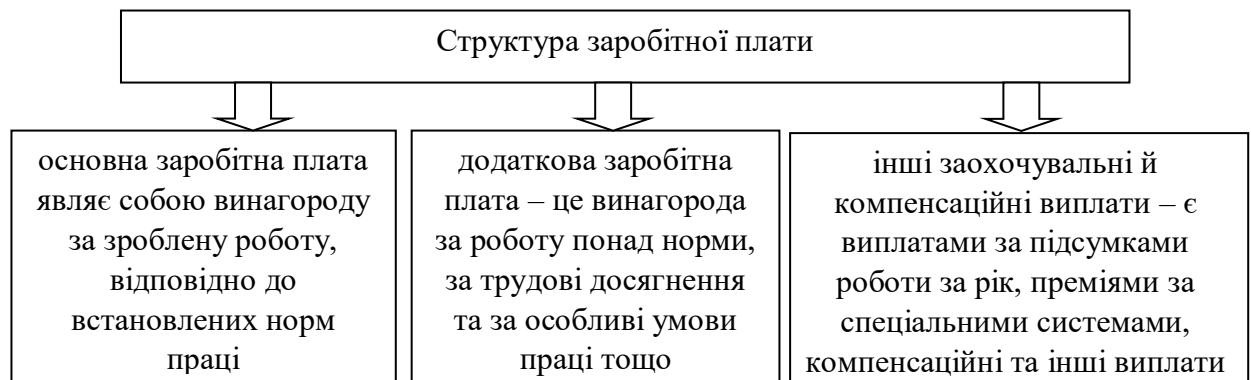 Структура заробітної плати
основна заробітна плата
являє собою винагороду
за зроблену роботу,
відповідно до
встановлених норм
праці
додаткова заробітна
плата – це винагорода
за роботу понад норми,
за трудові досягнення
та за особливі умови
праці тощо
інші заохочувальні й
компенсаційні виплати – є
виплатами за підсумками
роботи за рік, преміями за
спеціальними системами,
компенсаційні та інші виплати